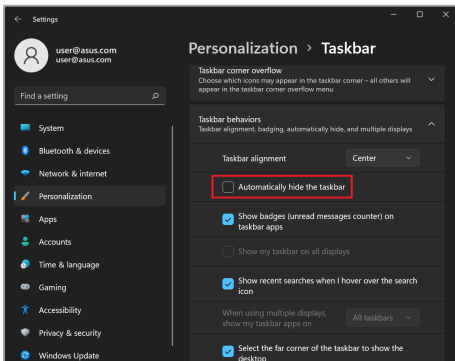 Settings
user@asus.com
user@asus.com
Find a setting
System
Bluetooth & devices
Network & internet
Personalization
Apps
Accounts
Time & language
Gaming
Accessibility
Privacy & security
Windows Update
Personalization > Taskbar
Taskbar corner overflow
Choose which icons may appear in the taskbar corner – all others will
appear in the taskbar corner overflow menu
Taskbar behaviors
Taskbar alignment, badging, automatically hide, and multiple displays
Taskbar alignment
Center
Automatically hide the taskbar
Show badges (unread messages counter) on
taskbar apps
Show my taskbar on all displays
Show recent searches when I hover over the search
icon
When using multiple displays,
show my taskbar apps on
All taskbars
Select the far corner of the taskbar to show the
desktop